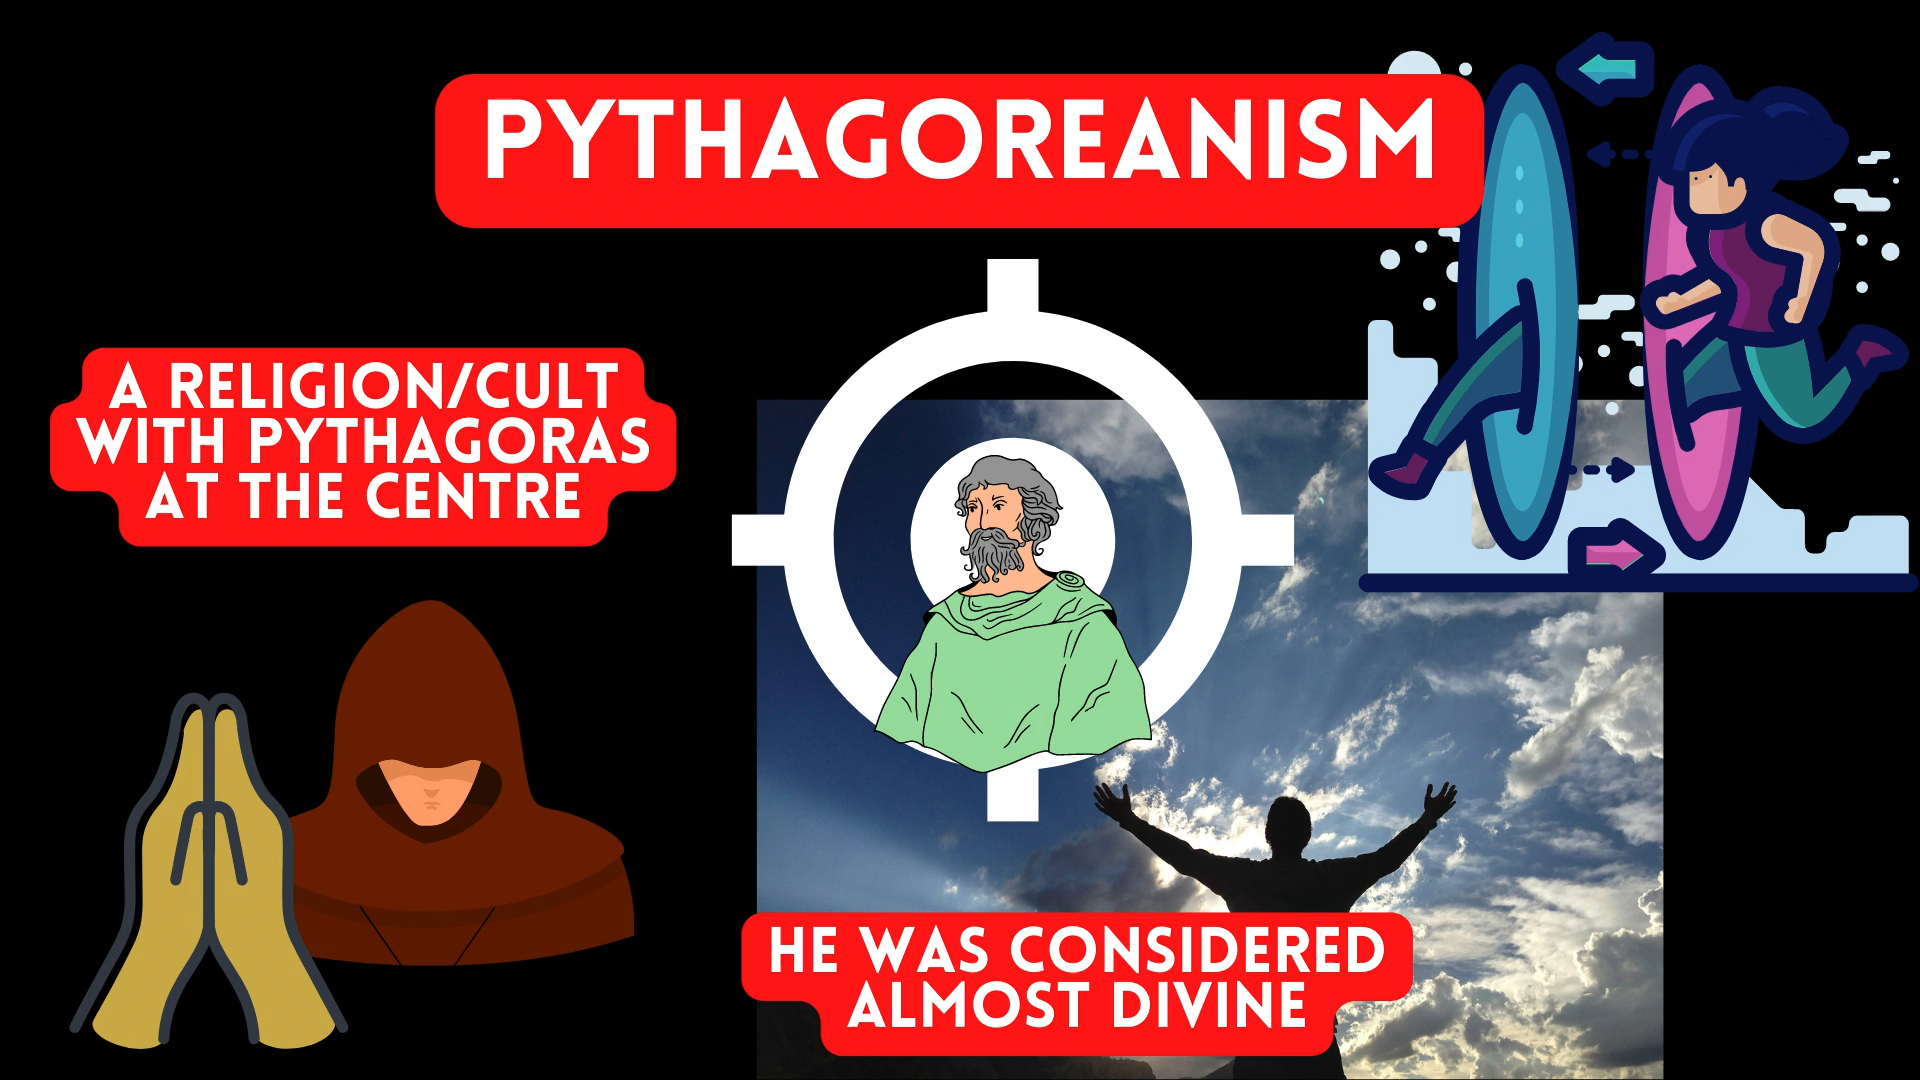 PYTHAGOREANISM
A RELIGION/CULT
WITH PYTHAGORAS
AT THE CENTRE
HE WAS CONSIDERED
ALMOST DIVINE